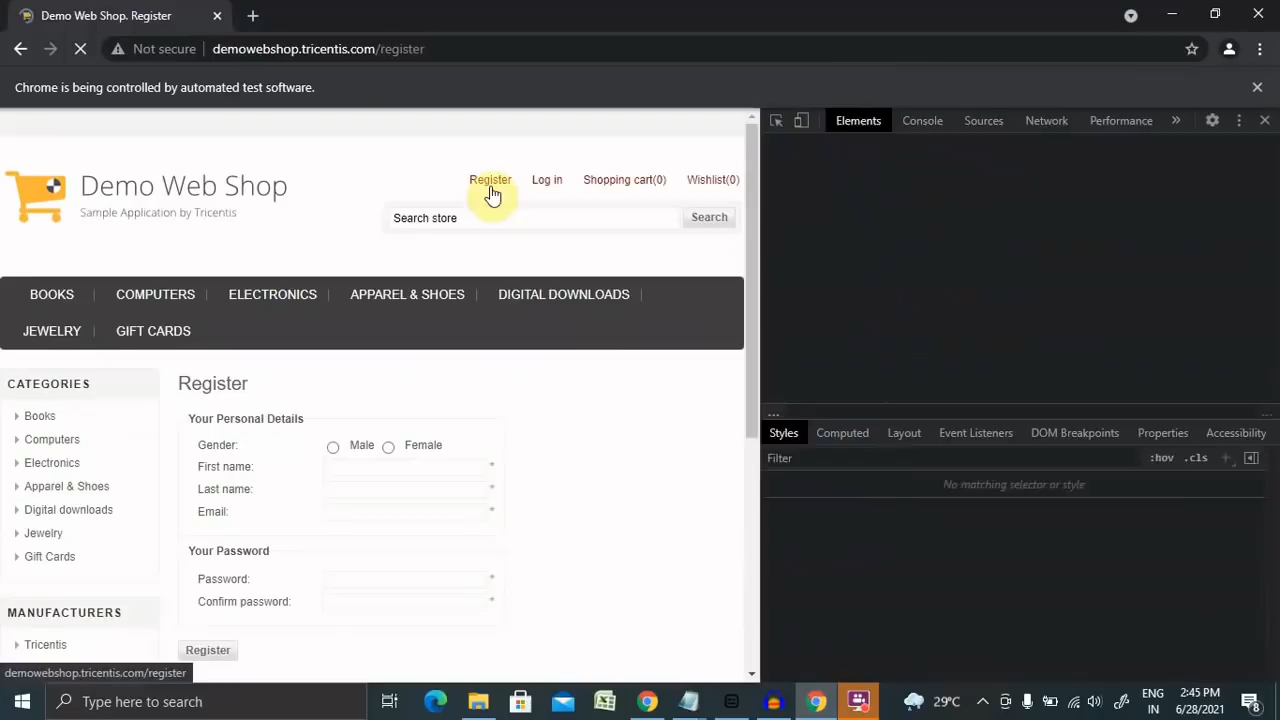 Demo Web Shop. Register
Not secure demowebshop.tricentis.com/register
Chrome is being controlled by automated test software.
Elements Console Sources Network Performance »
Register Log in Shopping cart(0) Wishlist(0)
Demo Web Shop
Sample Application by Tricentis
Search store Search
BOOKS COMPUTERS ELECTRONICS APPAREL & SHOES DIGITAL DOWNLOADS
JEWELRY GIFT CARDS
CATEGORIES
Books
Computers
Electronics
Apparel & Shoes
Digital downloads
Jewelry
Gift Cards
MANUFACTURERS
Tricentis
Register
Your Personal Details
Gender: Male Female
First name: *
Last name: *
Email: *
Your Password
Password: *
Confirm password: *
Register
demowebshop.tricentis.com/register
... ...
Styles Computed Layout Event Listeners DOM Breakpoints Properties Accessibility
Filter :hov .cls +
No matching selector or style
Type here to search
29°C
ENG
IN
2:45 PM
6/28/2021
8